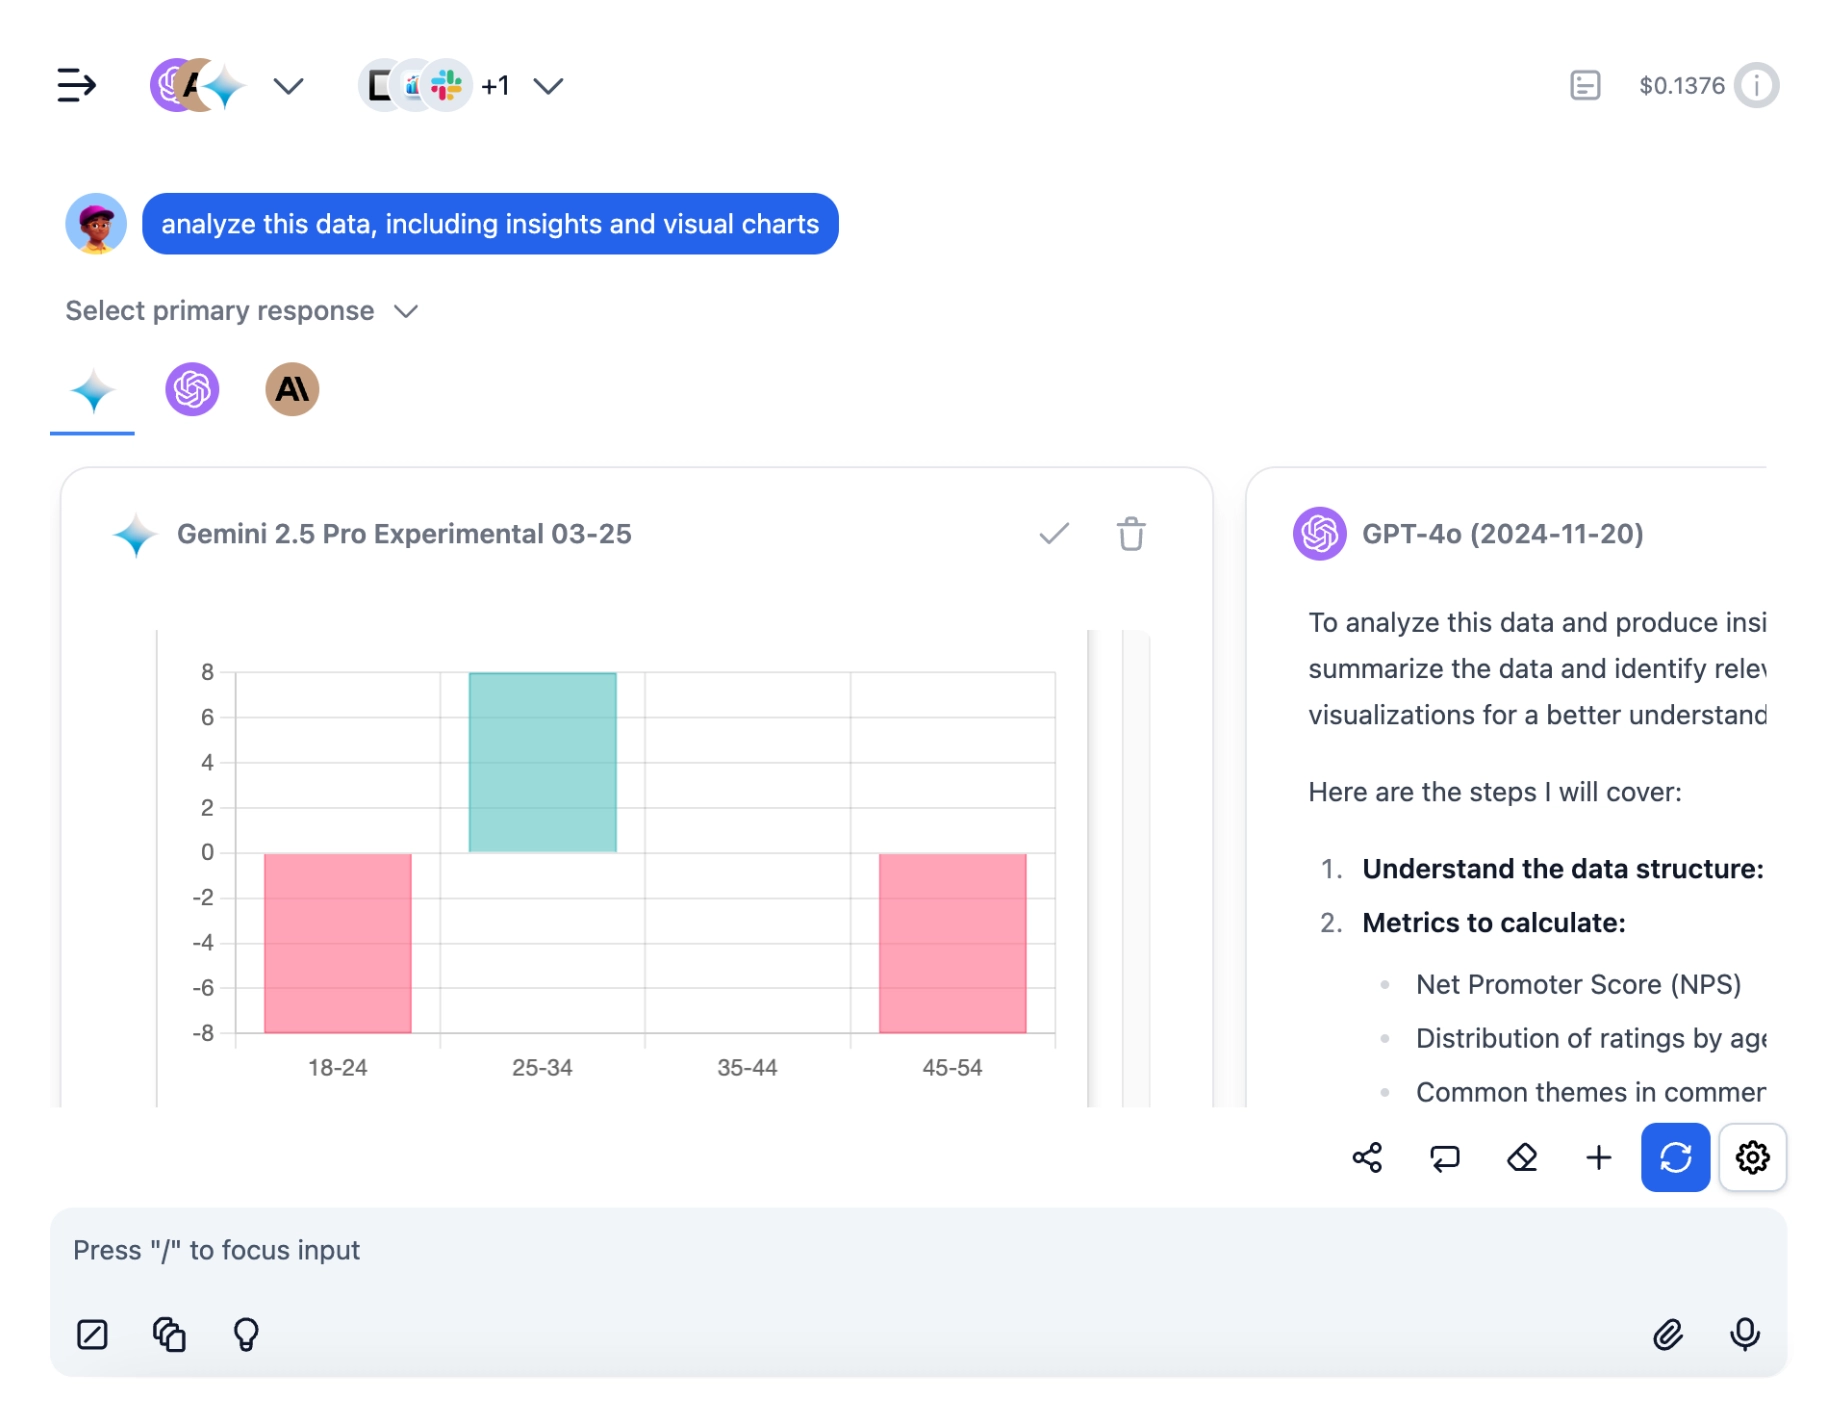 +1
$0.1376
analyze this data, including insights and visual charts
Select primary response
Gemini 2.5 Pro Experimental 03-25
8
6
4
2
0
-2
-4
-6
-8
18-24 25-34 35-44 45-54
GPT-4o (2024-11-20)
To analyze this data and produce insi
summarize the data and identify relev
visualizations for a better understand
Here are the steps I will cover:
1. Understand the data structure:
2. Metrics to calculate:
• Net Promoter Score (NPS)
• Distribution of ratings by age
• Common themes in commer
Press "/" to focus input